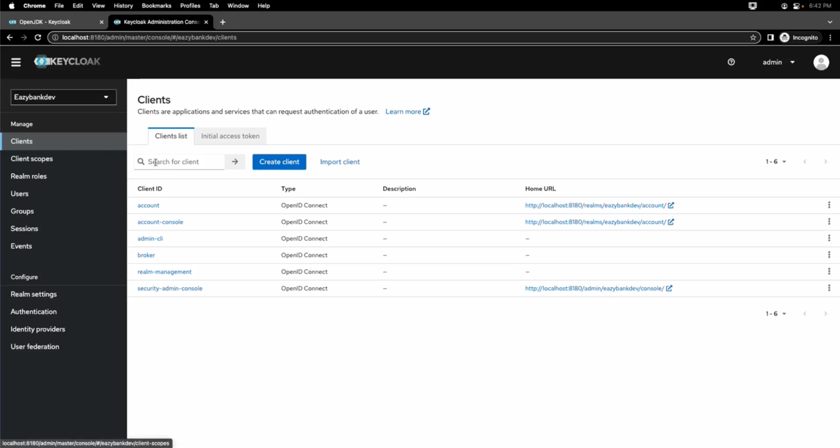 Chrome File Edit View History Bookmarks Profiles Tab Window Help
6:42 PM
OpenJDK - Keycloak
Keycloak Administration Conso
localhost:8180/admin/master/console/#/eazybankdev/clients
Incognito
KEYCLOAK
admin
Eazybankdev
Manage
Clients
Client scopes
Realm roles
Users
Groups
Sessions
Events
Configure
Realm settings
Authentication
Identity providers
User federation
Clients
Clients are applications and services that can request authentication of a user. Learn more
Clients list Initial access token
Search for client Create client Import client 1 - 6
Client ID Type Description Home URL
account OpenID Connect – http://localhost:8180/realms/eazybankdev/account/
account-console OpenID Connect – http://localhost:8180/realms/eazybankdev/account/
admin-cli OpenID Connect – –
broker OpenID Connect – –
realm-management OpenID Connect – –
security-admin-console OpenID Connect – http://localhost:8180/admin/eazybankdev/console/
1 - 6
localhost:8180/admin/master/console/#/eazybankdev/client-scopes